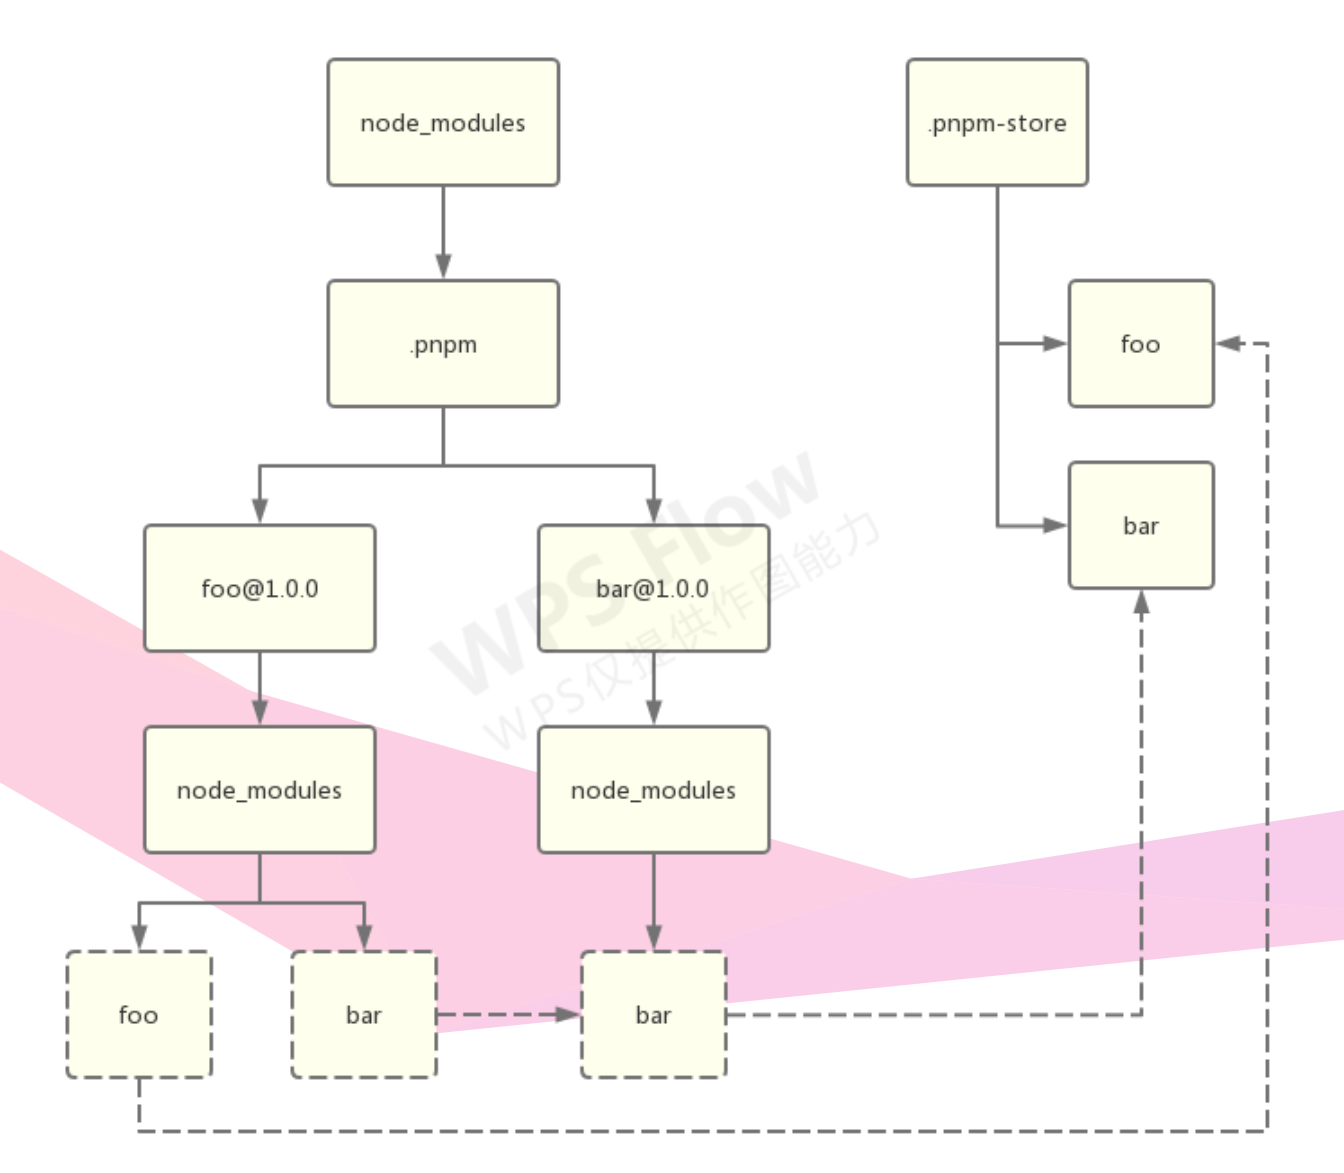 node_modules
.pnpm-store
.pnpm
foo
bar
foo@1.0.0
bar@1.0.0
WPS Flow
WPS仅提供作图能力
node_modules
node_modules
foo
bar
bar